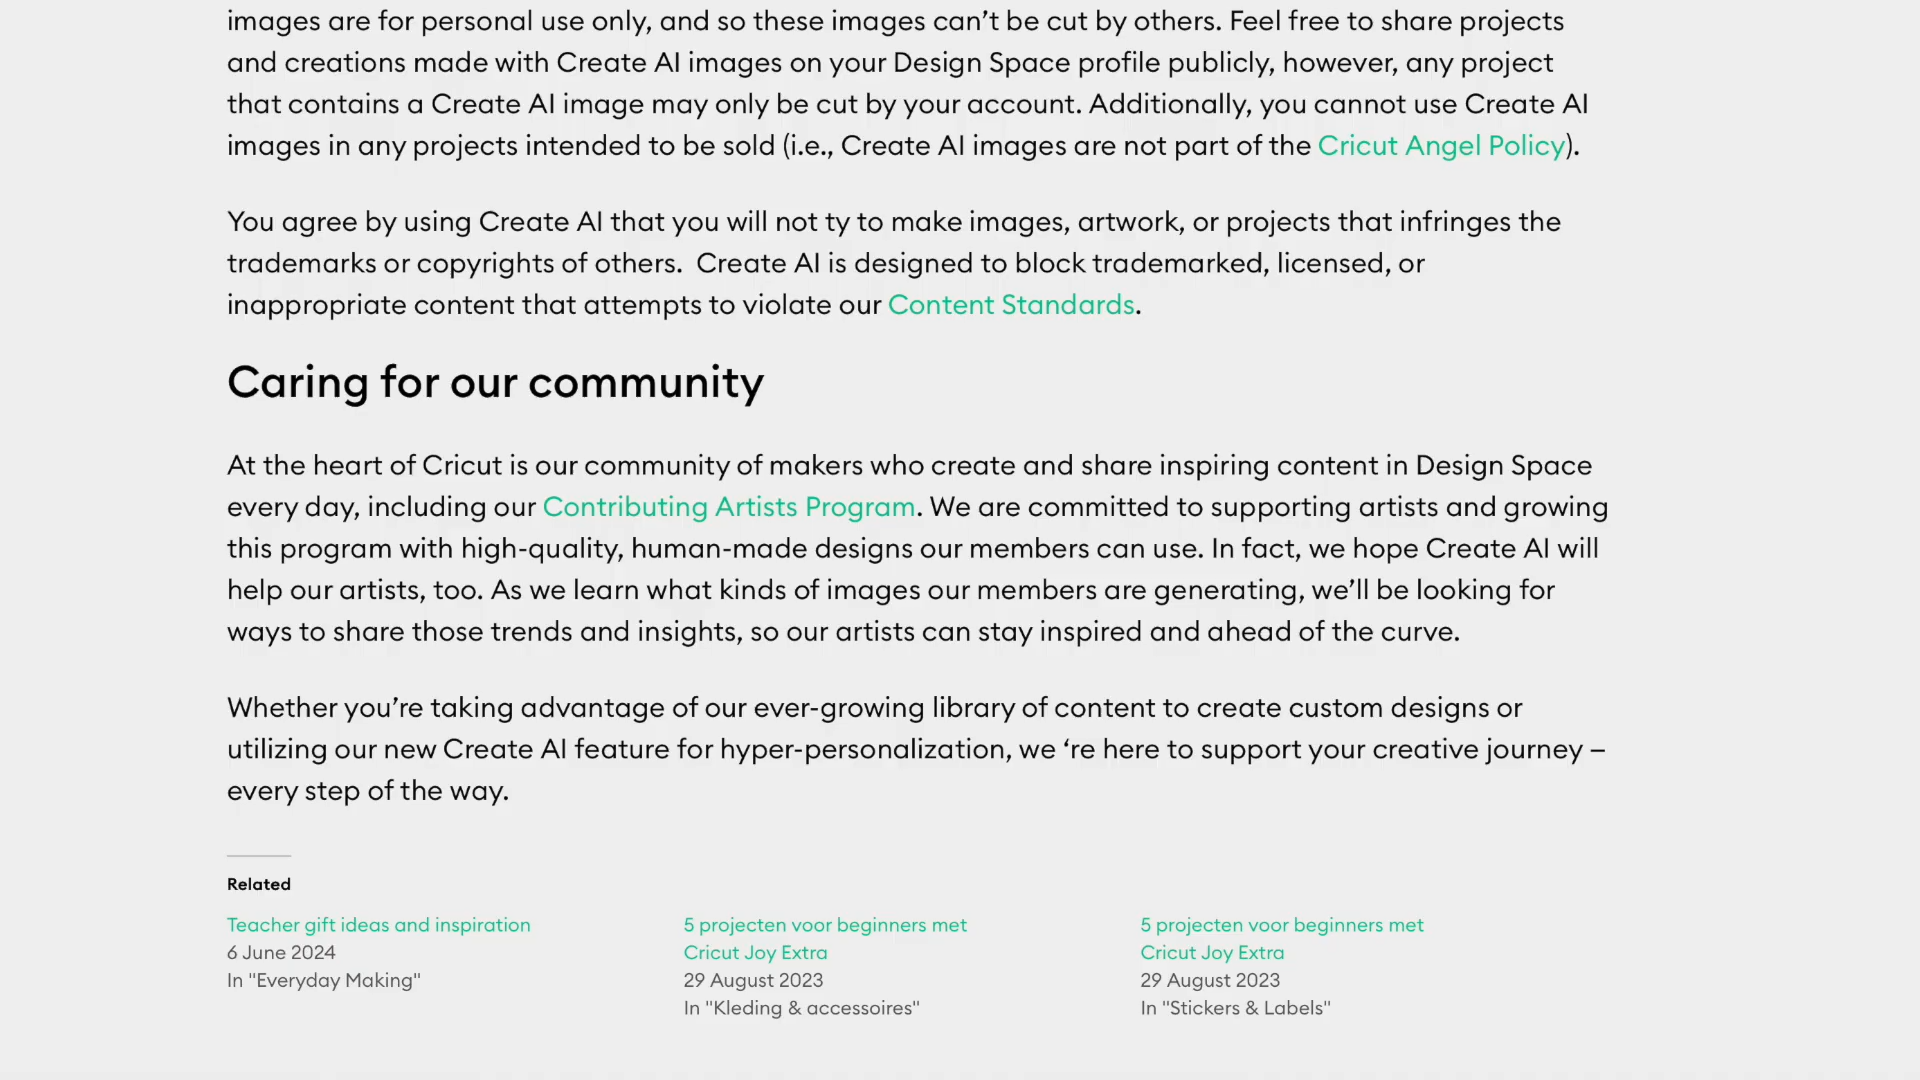 images are for personal use only, and so these images can’t be cut by others. Feel free to share projects
and creations made with Create AI images on your Design Space profile publicly, however, any project
that contains a Create AI image may only be cut by your account. Additionally, you cannot use Create AI
images in any projects intended to be sold (i.e., Create AI images are not part of the Cricut Angel Policy).
You agree by using Create AI that you will not ty to make images, artwork, or projects that infringes the
trademarks or copyrights of others.  Create AI is designed to block trademarked, licensed, or
inappropriate content that attempts to violate our Content Standards.
Caring for our community
At the heart of Cricut is our community of makers who create and share inspiring content in Design Space
every day, including our Contributing Artists Program. We are committed to supporting artists and growing
this program with high-quality, human-made designs our members can use. In fact, we hope Create AI will
help our artists, too. As we learn what kinds of images our members are generating, we’ll be looking for
ways to share those trends and insights, so our artists can stay inspired and ahead of the curve.
Whether you’re taking advantage of our ever-growing library of content to create custom designs or
utilizing our new Create AI feature for hyper-personalization, we ‘re here to support your creative journey –
every step of the way.
Related
Teacher gift ideas and inspiration
6 June 2024
In "Everyday Making"
5 projecten voor beginners met
Cricut Joy Extra
29 August 2023
In "Kleding & accessoires"
5 projecten voor beginners met
Cricut Joy Extra
29 August 2023
In "Stickers & Labels"